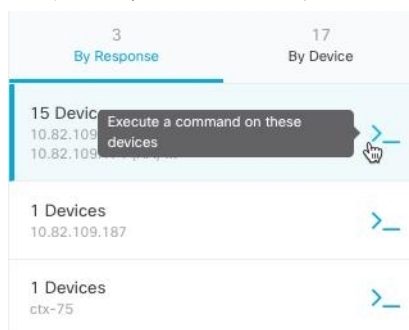 3
By Response
17
By Device
15 Devic
Execute a command on these
devices
10.82.109
10.82.109
>_
1 Devices
10.82.109.187
>_
1 Devices
ctx-75
>_